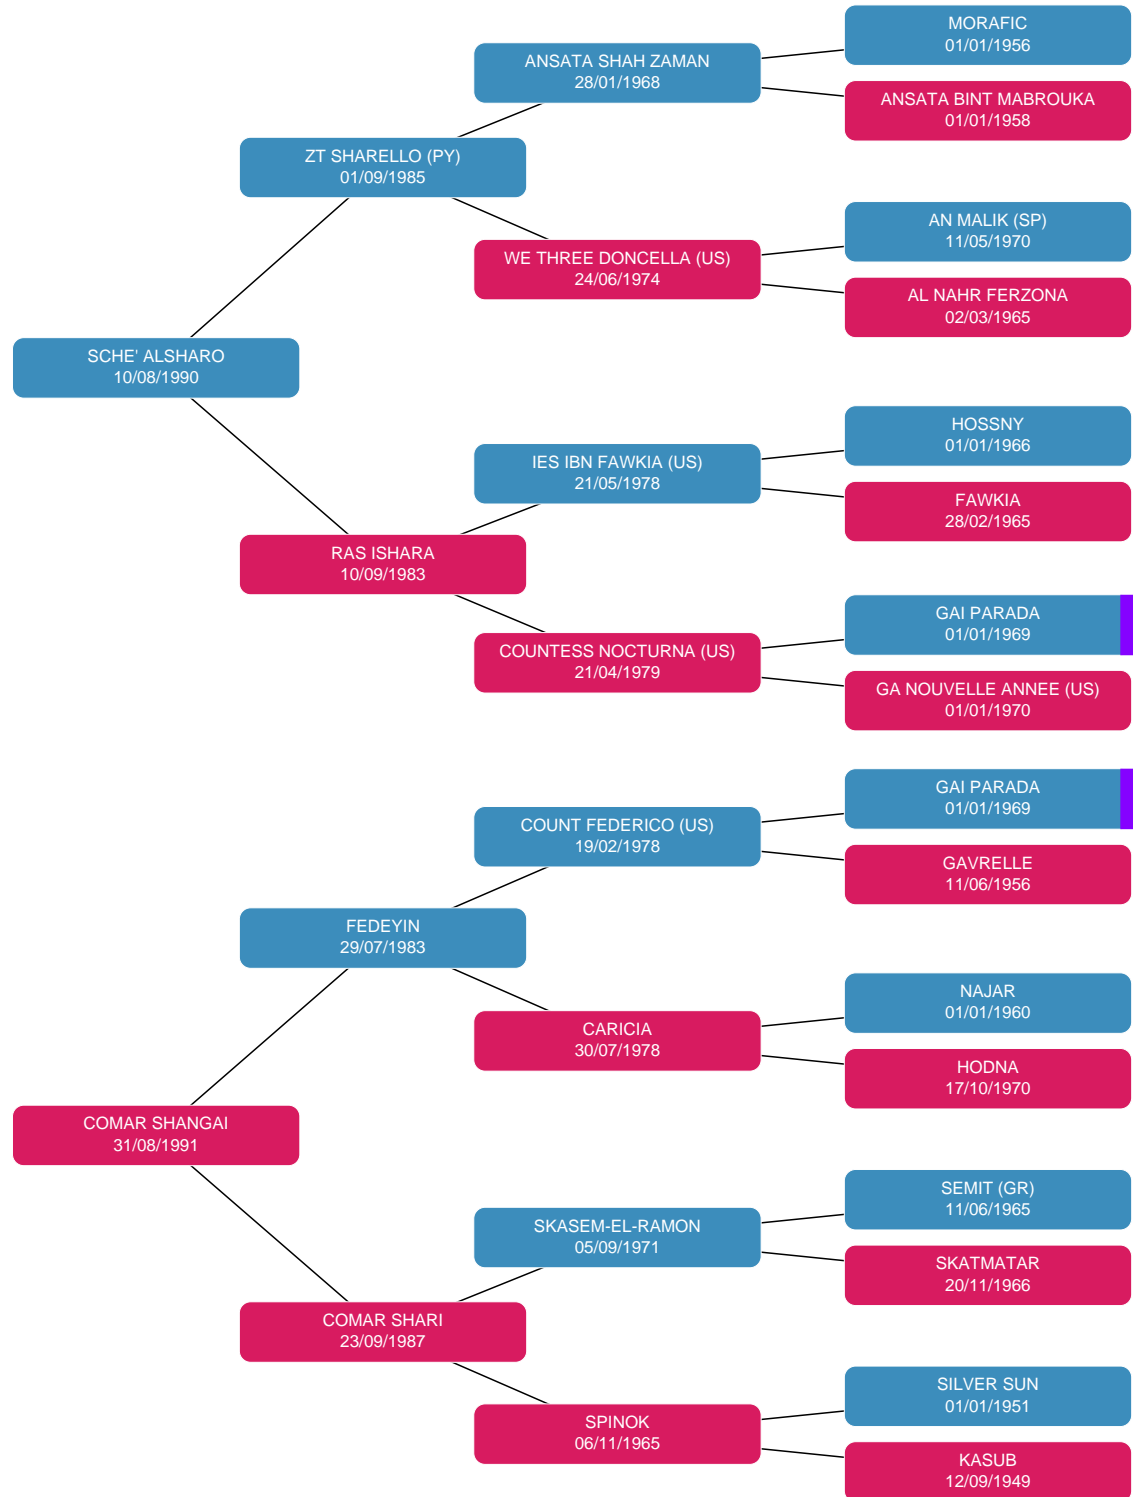 MORAFIC
01/01/1956
ANSATA SHAH ZAMAN
28/01/1968
ANSATA BINT MABROUKA
01/01/1958
ZT SHARELLO (PY)
01/09/1985
AN MALIK (SP)
11/05/1970
WE THREE DONCELLA (US)
24/06/1974
AL NAHR FERZONA
02/03/1965
SCHE' ALSHARO
10/08/1990
HOSSNY
01/01/1966
IES IBN FAWKIA (US)
21/05/1978
FAWKIA
28/02/1965
RAS ISHARA
10/09/1983
GAI PARADA
01/01/1969
COUNTESS NOCTURNA (US)
21/04/1979
GA NOUVELLE ANNEE (US)
01/01/1970
GAI PARADA
01/01/1969
COUNT FEDERICO (US)
19/02/1978
GAVRELLE
11/06/1956
FEDEYIN
29/07/1983
NAJAR
01/01/1960
CARICIA
30/07/1978
HODNA
17/10/1970
COMAR SHANGAI
31/08/1991
SEMIT (GR)
11/06/1965
SKASEM-EL-RAMON
05/09/1971
SKATMATAR
20/11/1966
COMAR SHARI
23/09/1987
SILVER SUN
01/01/1951
SPINOK
06/11/1965
KASUB
12/09/1949